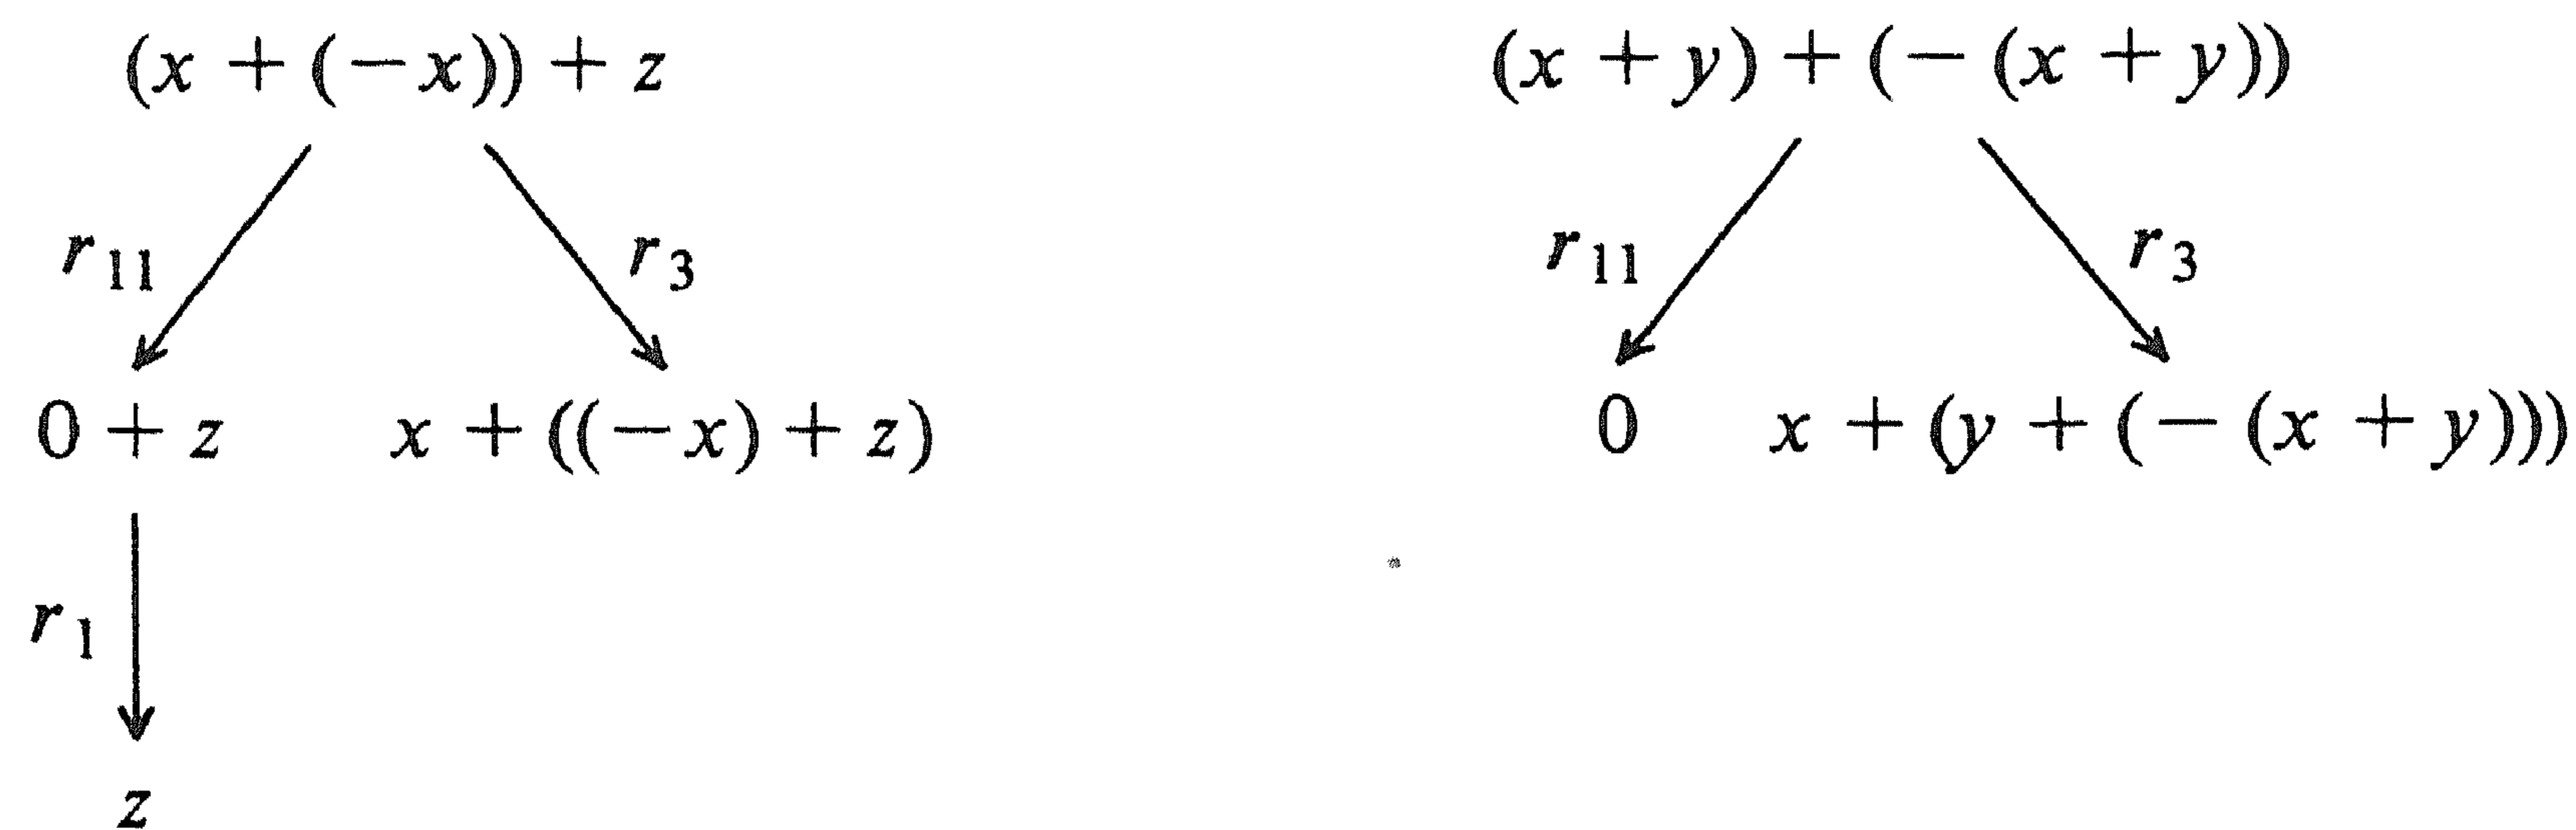 (x + (−x)) + z (x + y) + (− (x + y))
r11 r3 r11 r3
0 + z x + ((−x) + z) 0 x + (y + (− (x + y)))
r1
z